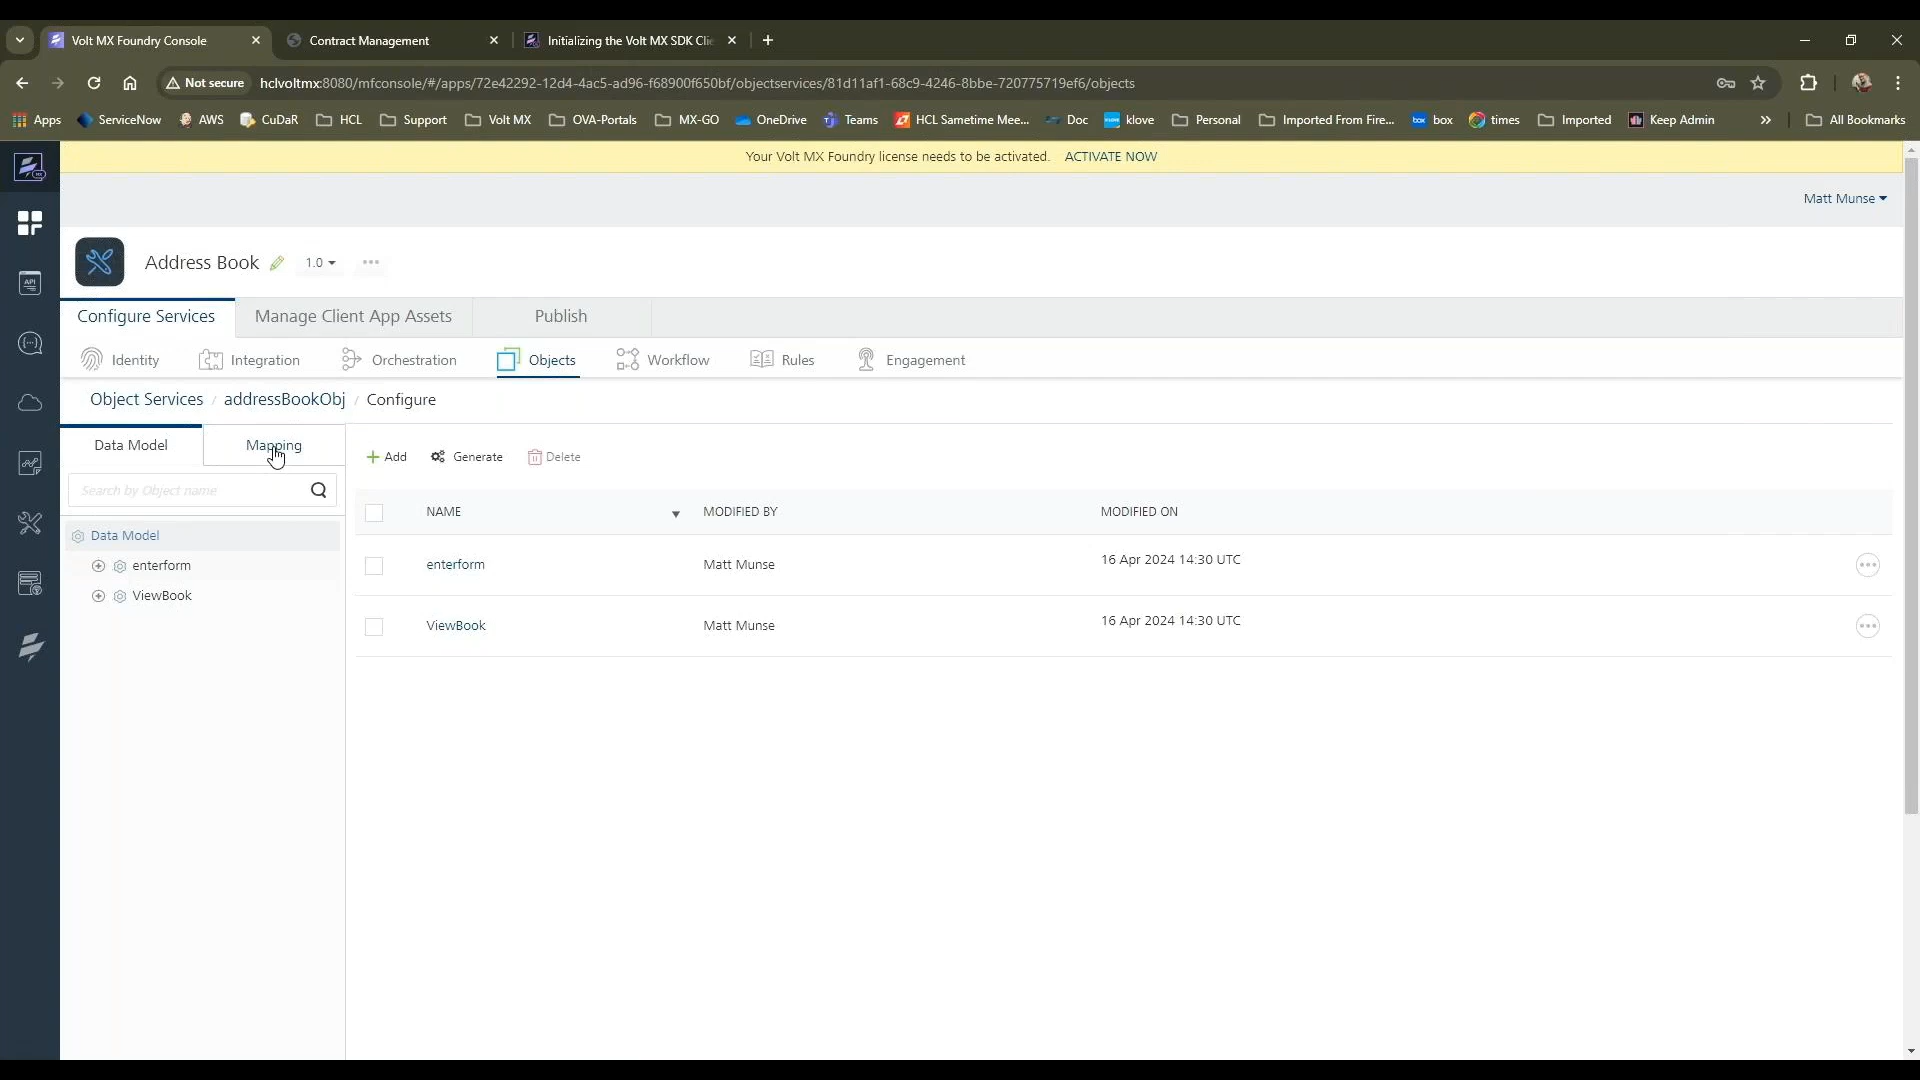 Volt MX Foundry Console
Contract Management
Initializing the Volt MX SDK Clie
Not secure
hclvoltmx:8080/mfconsole/#/apps/72e42292-12d4-4ac5-ad96-f68900f650bf/objectservices/81d11af1-68c9-4246-8bbe-720775719ef6/objects
Apps ServiceNow AWS CuDaR HCL Support Volt MX OVA-Portals MX-GO OneDrive Teams HCL Sametime Mee... Doc klove Personal Imported From Fire... box times Imported Keep Admin » All Bookmarks
Your Volt MX Foundry license needs to be activated. ACTIVATE NOW
Matt Munse
Address Book 1.0
Configure Services Manage Client App Assets Publish
Identity Integration Orchestration Objects Workflow Rules Engagement
Object Services / addressBookObj / Configure
Data Model Mapping
Add Generate Delete
Search by Object name
NAME MODIFIED BY MODIFIED ON
Data Model
enterform
ViewBook
enterform Matt Munse 16 Apr 2024 14:30 UTC
ViewBook Matt Munse 16 Apr 2024 14:30 UTC
API